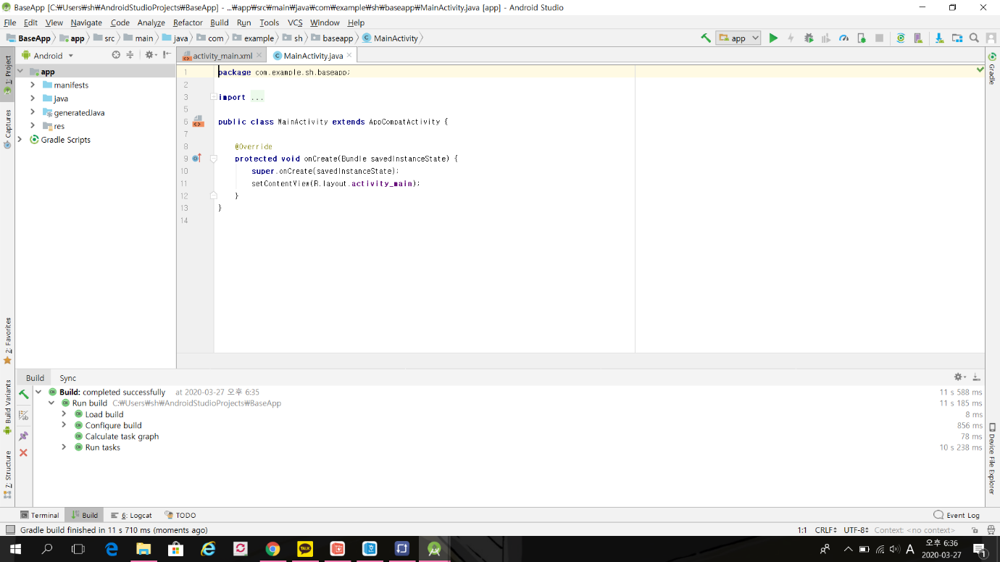 BaseApp [C:₩Users₩sh₩AndroidStudioProjects₩BaseApp] - ...₩app₩src₩main₩java₩com₩example₩sh₩baseapp₩MainActivity.java [app] - Android Studio
File Edit View Navigate Code Analyze Refactor Build Run Tools VCS Window Help
BaseApp app src main java com example sh baseapp MainActivity app
1: Project
Captures
2: Favorites
Build Variants
7: Structure
Android
app
manifests
java
generatedJava
res
Gradle Scripts
activity_main.xml MainActivity.java
1 package com.example.sh.baseapp;
2
3 import ...
5
6 public class MainActivity extends AppCompatActivity {
7
8 @Override
9 protected void onCreate(Bundle savedInstanceState) {
10 super.onCreate(savedInstanceState);
11 setContentView(R.layout.activity_main);
12 }
13 }
14
Gradle
Device File Explorer
Build Sync
Build: completed successfully at 2020-03-27 오후 6:35 11 s 588 ms
Run build C:₩Users₩sh₩AndroidStudioProjects₩BaseApp 11 s 185 ms
Load build 8 ms
Configure build 856 ms
Calculate task graph 78 ms
Run tasks 10 s 238 ms
Terminal Build 6: Logcat TODO Event Log
Gradle build finished in 11 s 710 ms (moments ago) 1:1 CRLF UTF-8 Context: <no context>
TALK
A 오후 6:36
2020-03-27
1